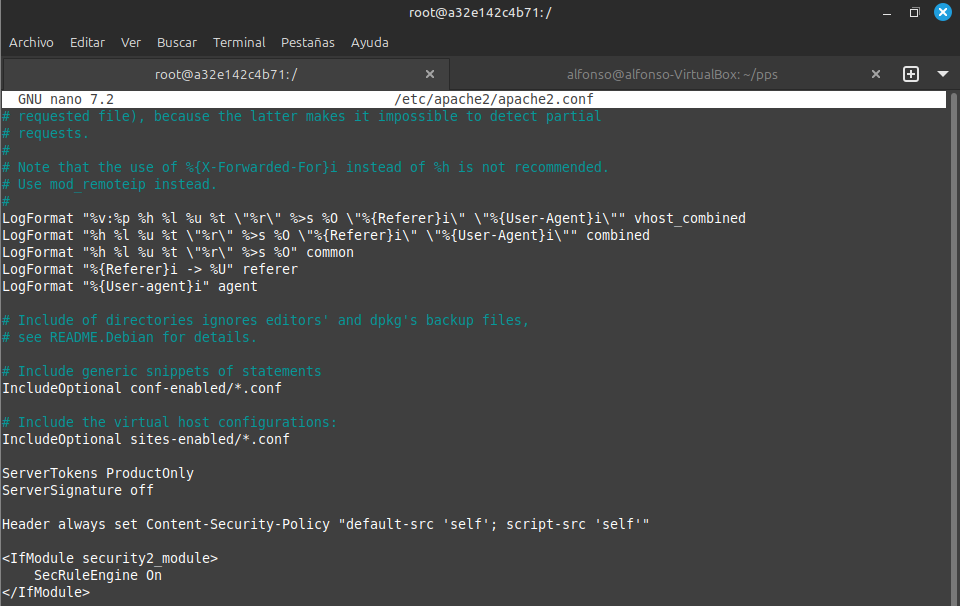 root@a32e142c4b71: /
Archivo Editar Ver Buscar Terminal Pestañas Ayuda
root@a32e142c4b71: / alfonso@alfonso-VirtualBox: ~/pps
GNU nano 7.2 /etc/apache2/apache2.conf
# requested file), because the latter makes it impossible to detect partial
# requests.
#
# Note that the use of %{X-Forwarded-For}i instead of %h is not recommended.
# Use mod_remoteip instead.
#
LogFormat "%v:%p %h %l %u %t \"%r\" %>s %O \"%{Referer}i\" \"%{User-Agent}i\"" vhost_combined
LogFormat "%h %l %u %t \"%r\" %>s %O \"%{Referer}i\" \"%{User-Agent}i\"" combined
LogFormat "%h %l %u %t \"%r\" %>s %O" common
LogFormat "%{Referer}i -> %U" referer
LogFormat "%{User-agent}i" agent
# Include of directories ignores editors' and dpkg's backup files,
# see README.Debian for details.
# Include generic snippets of statements
IncludeOptional conf-enabled/*.conf
# Include the virtual host configurations:
IncludeOptional sites-enabled/*.conf
ServerTokens ProductOnly
ServerSignature off
Header always set Content-Security-Policy "default-src 'self'; script-src 'self'"
<IfModule security2_module>
    SecRuleEngine On
</IfModule>